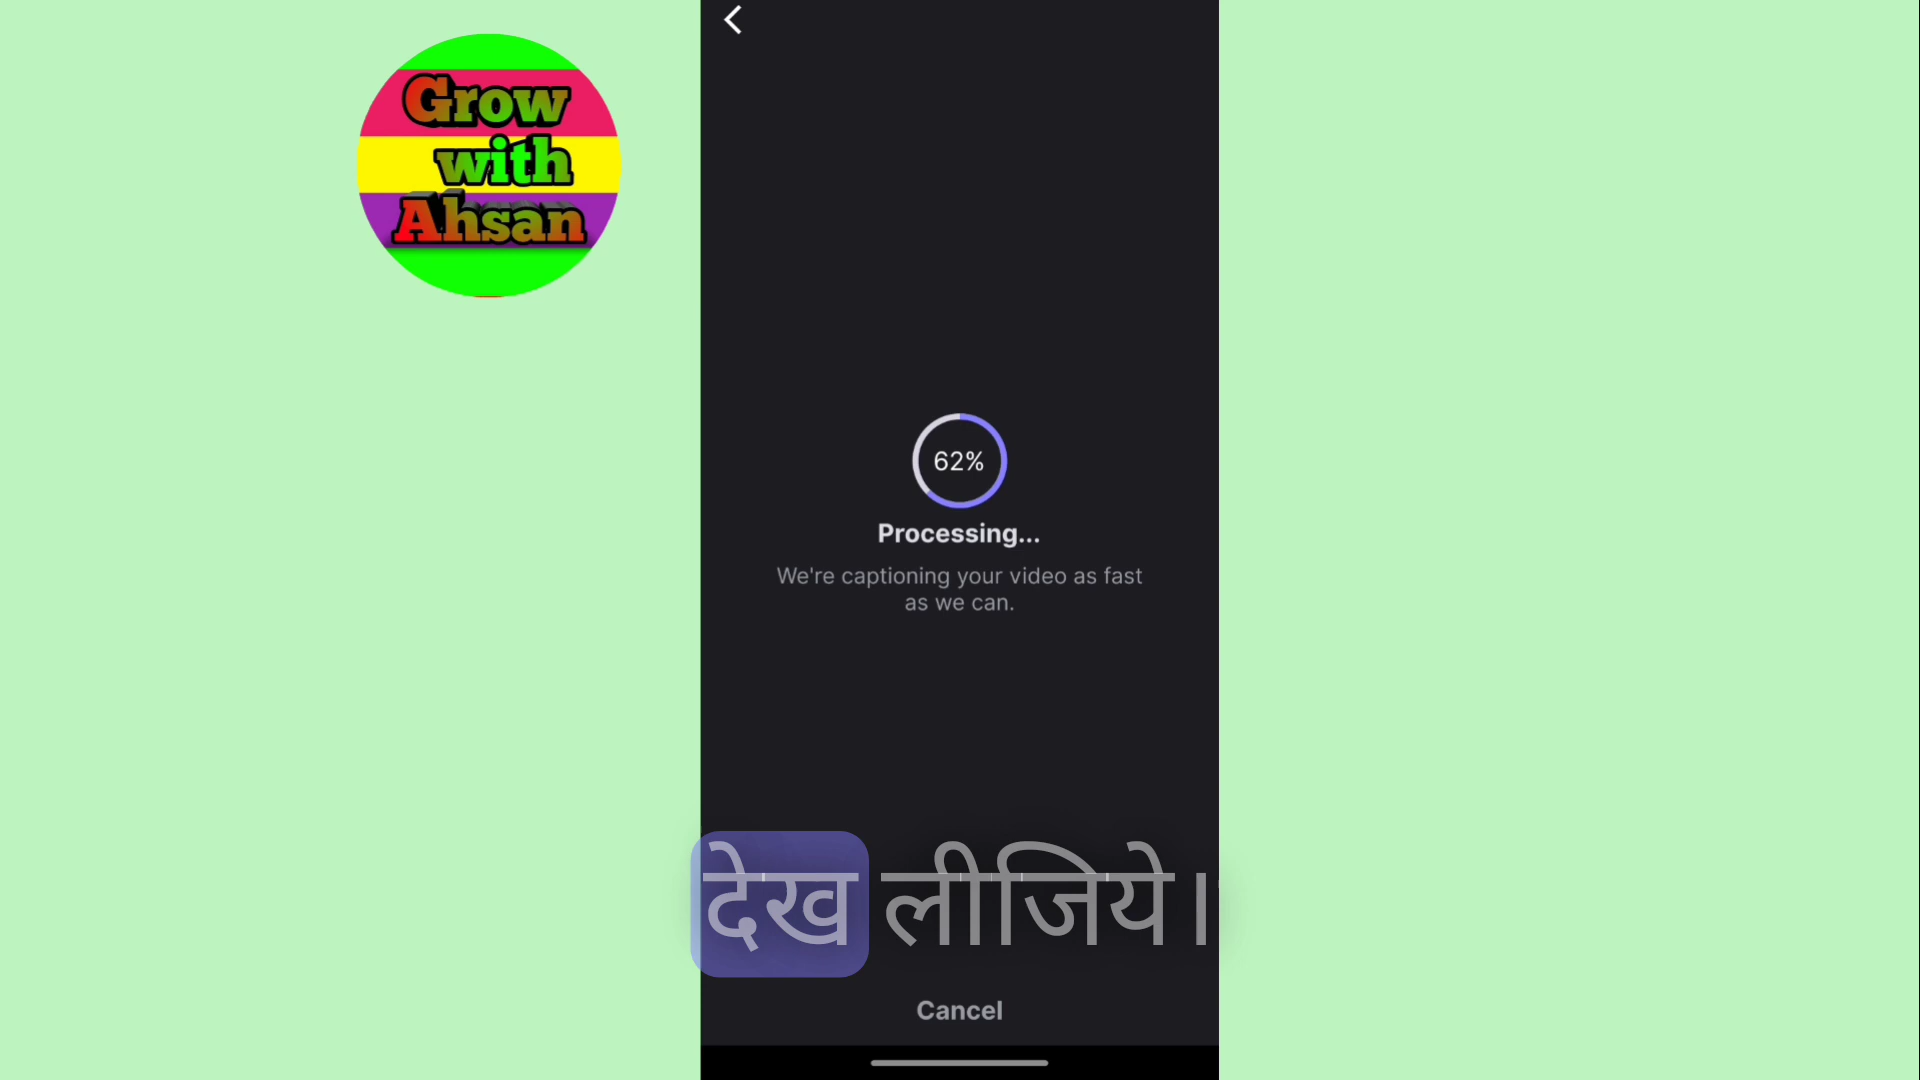 Grow
with
Ahsan
62%
Processing...
We're captioning your video as fast
as we can.
देख लीजिये।
Cancel